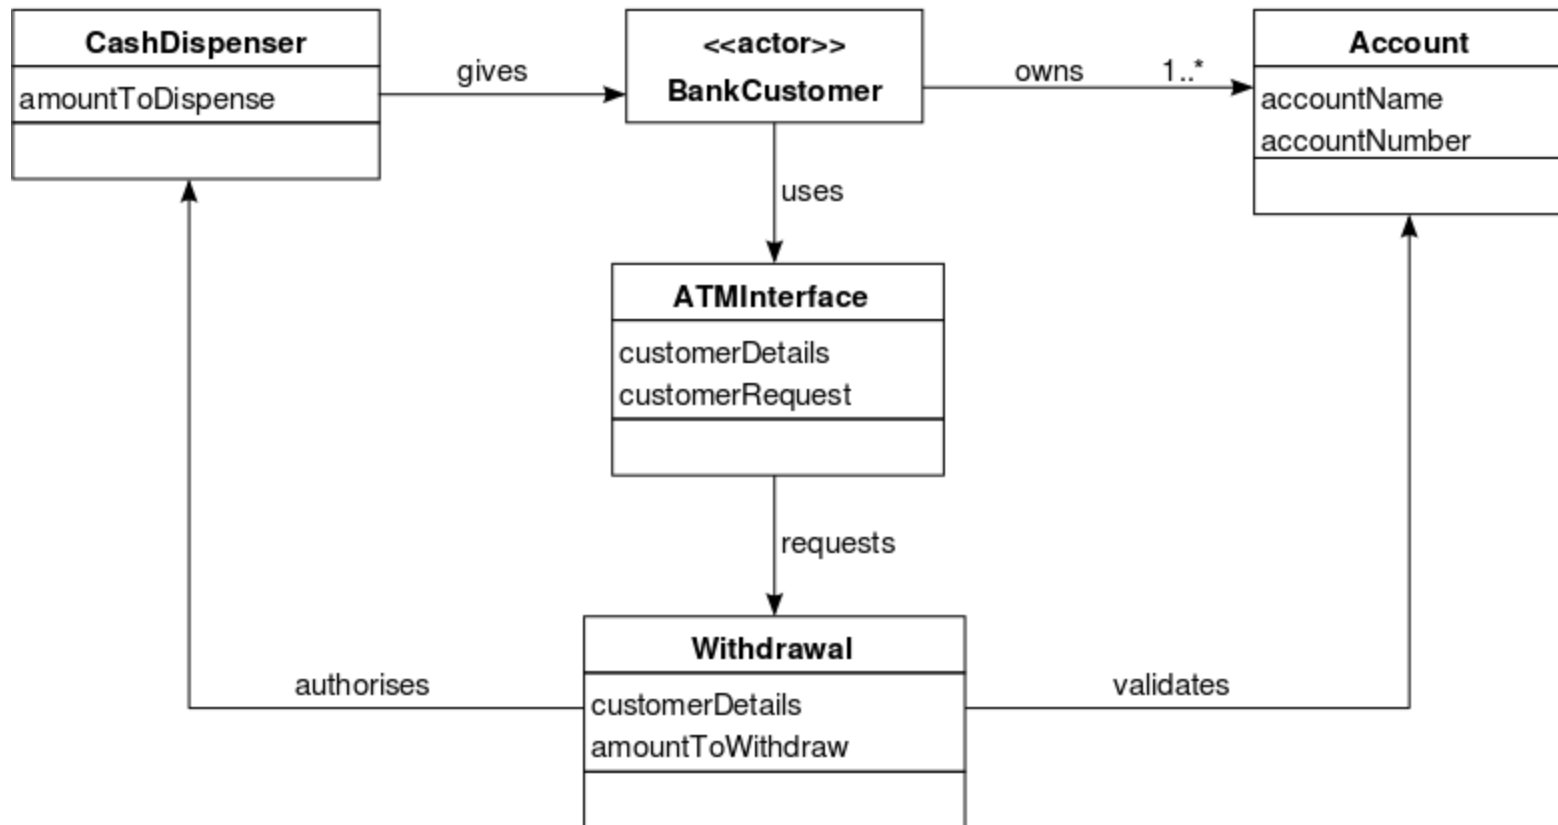 CashDispenser
amountToDispense
gives
<<actor>>
BankCustomer
owns
1..*
Account
accountName
accountNumber
uses
ATMInterface
customerDetails
customerRequest
requests
Withdrawal
customerDetails
amountToWithdraw
authorises
validates